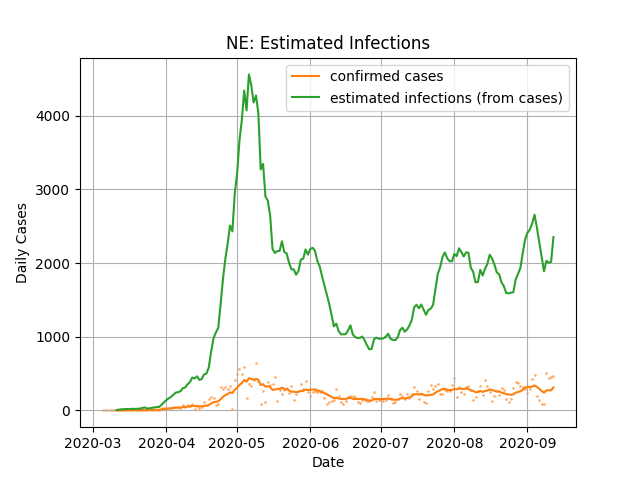 NE: Estimated Infections
confirmed cases
estimated infections (from cases)
Daily Cases
4000
3000
2000
1000
0
2020-03 2020-04 2020-05 2020-06 2020-07 2020-08 2020-09
Date